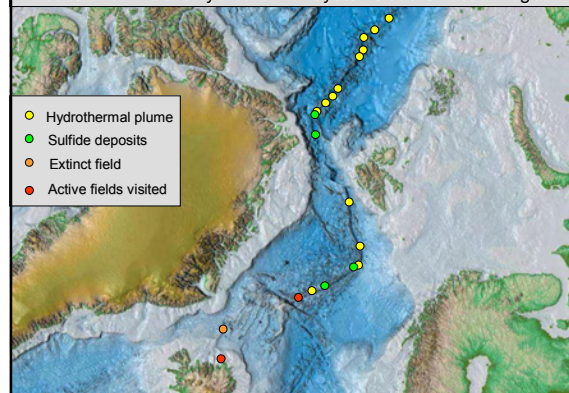 Hydrothermal plume
Sulfide deposits
Extinct field
Active fields visited